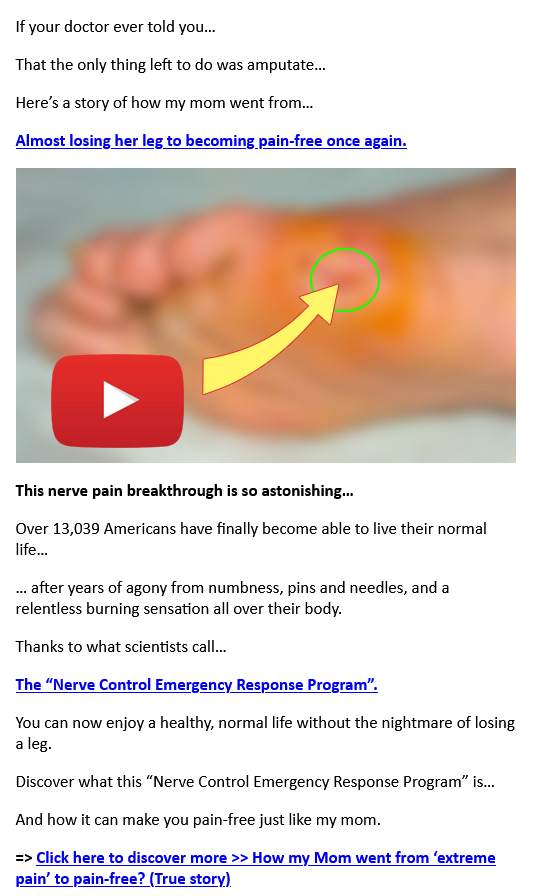 If your doctor ever told you…
That the only thing left to do was amputate…
Here’s a story of how my mom went from…
Almost losing her leg to becoming pain-free once again.
This nerve pain breakthrough is so astonishing…
Over 13,039 Americans have finally become able to live their normal
life…
… after years of agony from numbness, pins and needles, and a
relentless burning sensation all over their body.
Thanks to what scientists call…
The “Nerve Control Emergency Response Program”.
You can now enjoy a healthy, normal life without the nightmare of losing
a leg.
Discover what this “Nerve Control Emergency Response Program” is…
And how it can make you pain-free just like my mom.
=> Click here to discover more >> How my Mom went from ‘extreme
pain’ to pain-free? (True story)